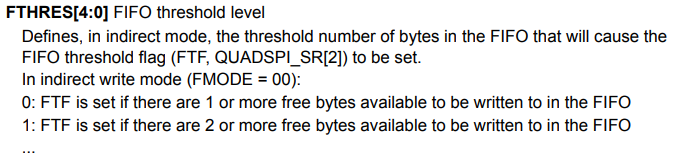 FTHRES[4:0] FIFO threshold level
Defines, in indirect mode, the threshold number of bytes in the FIFO that will cause the
FIFO threshold flag (FTF, QUADSPI_SR[2]) to be set.
In indirect write mode (FMODE = 00):
0: FTF is set if there are 1 or more free bytes available to be written to in the FIFO
1: FTF is set if there are 2 or more free bytes available to be written to in the FIFO
...